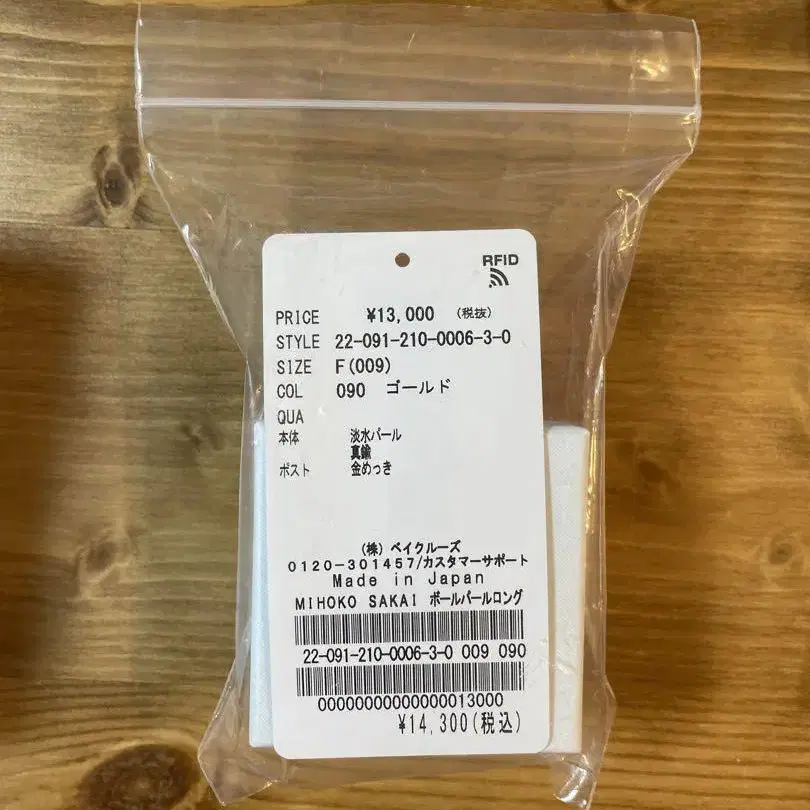 RFID
PRICE ¥13,000 (税抜)
STYLE 22-091-210-0006-3-0
SIZE F(009)
COL 090 ゴールド
QUA
本体 淡水パール
真鍮
ポスト 金めっき
(株) ベイクルーズ
0120-301457/カスタマーサポート
Made in Japan
MIHOKO SAKAI ボールパールロング
22-091-210-0006-3-0 009 090
00000000000000013000
¥14,300(税込)